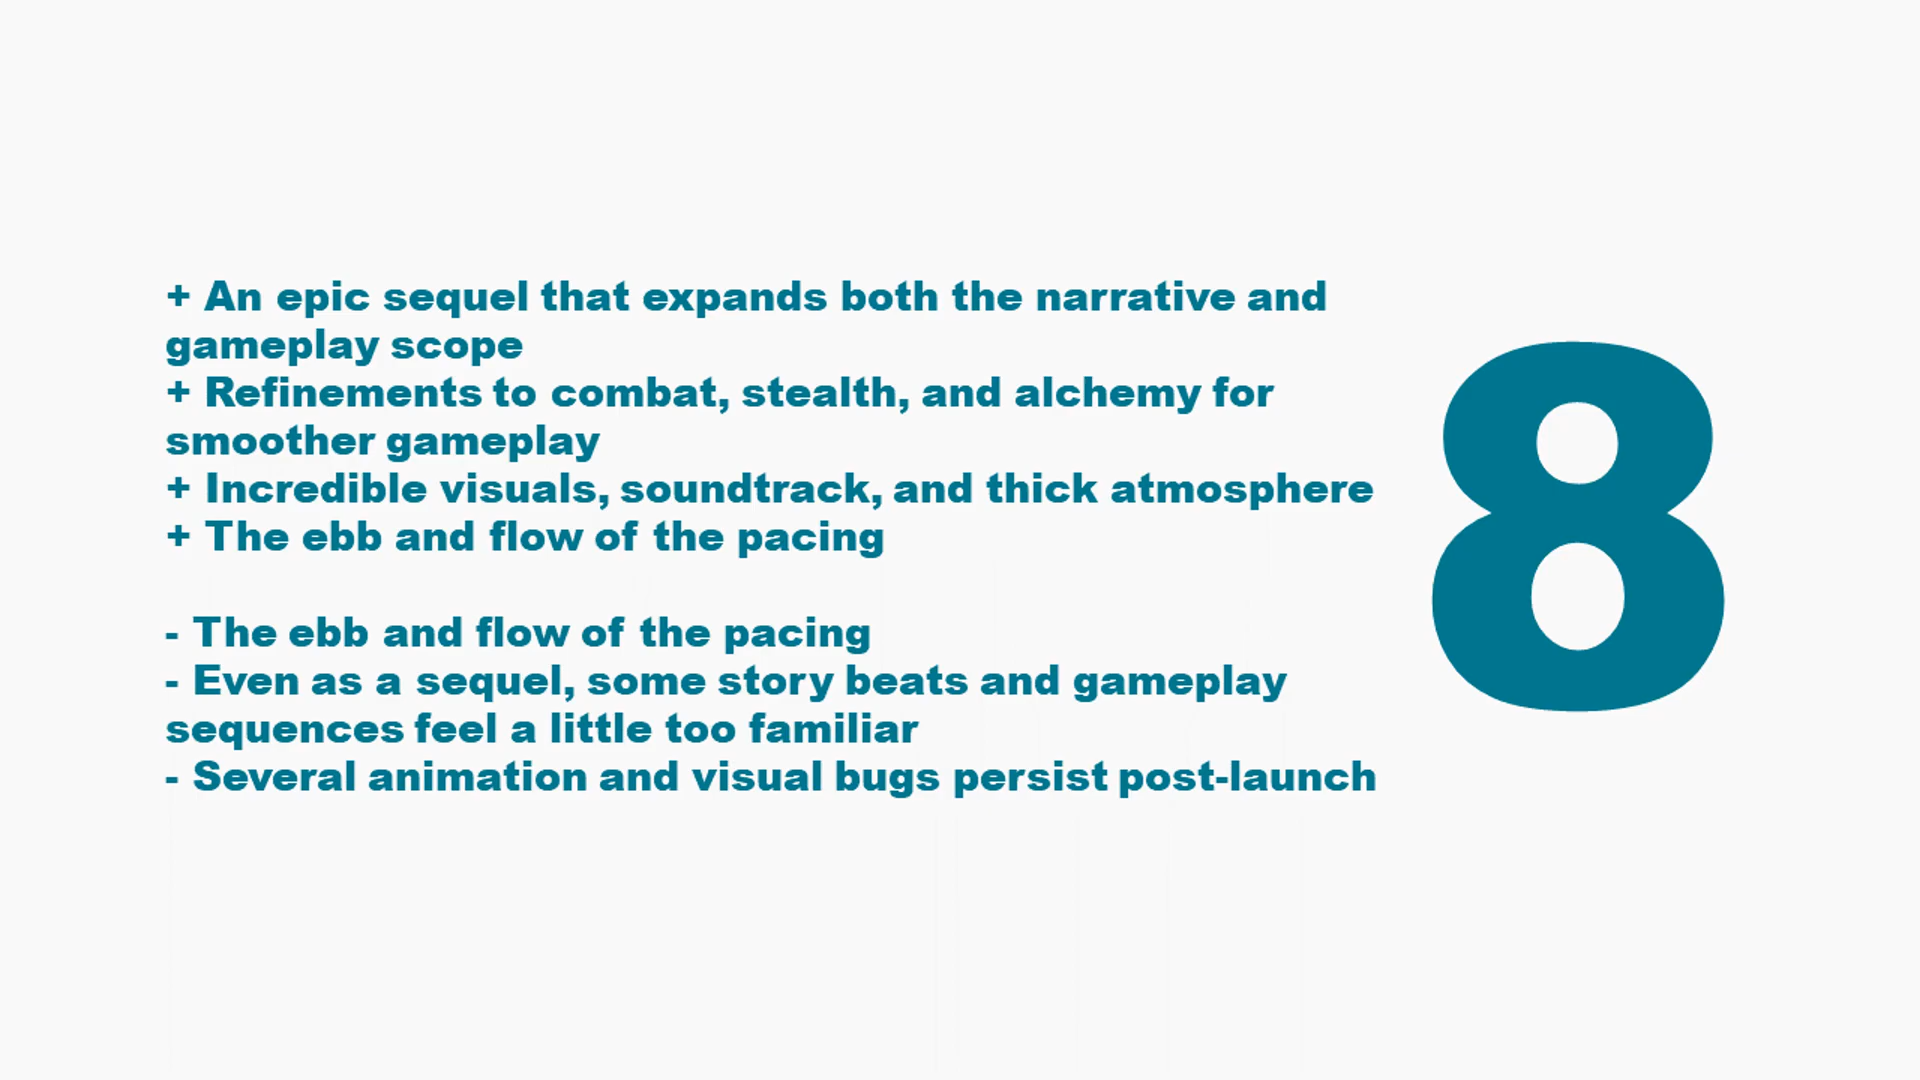 + An epic sequel that expands both the narrative and
gameplay scope
+ Refinements to combat, stealth, and alchemy for
smoother gameplay
+ Incredible visuals, soundtrack, and thick atmosphere
+ The ebb and flow of the pacing
- The ebb and flow of the pacing
- Even as a sequel, some story beats and gameplay
sequences feel a little too familiar
- Several animation and visual bugs persist post-launch
8